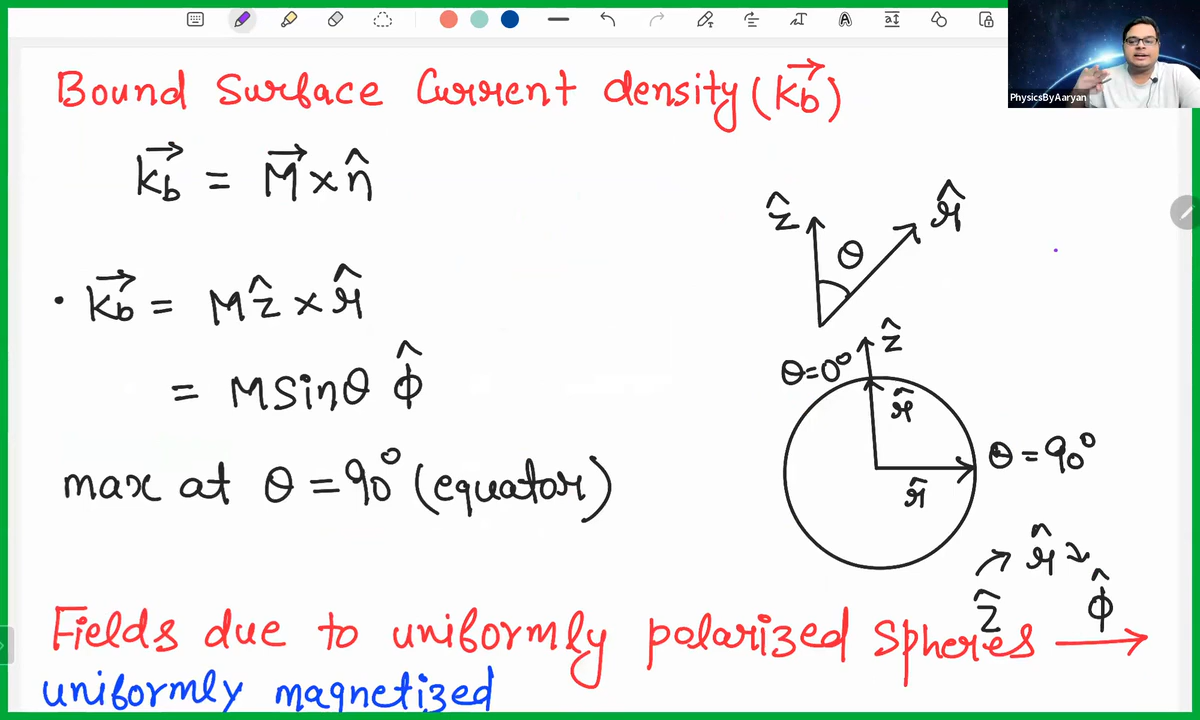 Bound Surface Current density (K⃗b)
K⃗b = M⃗ × n̂
• K⃗b = M ẑ × r̂
= M sinθ ϕ̂
max at θ = 90° (equator)
ẑ θ r̂
θ = 0° ẑ
r̂
r̂ θ = 90°
ẑ → r̂ → ϕ̂
Fields due to uniformly polarized Spheres →
uniformly magnetized
PhysicsByAaryan